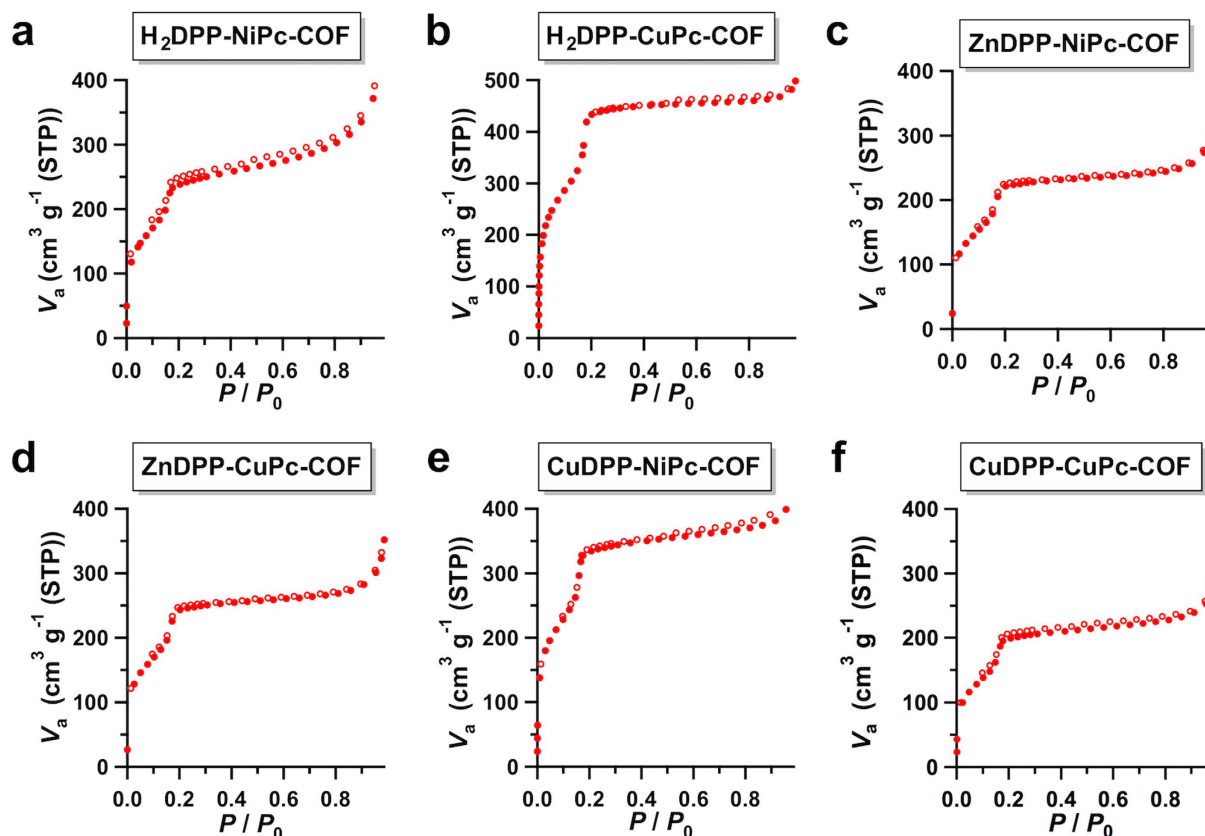 a
H2DPP-NiPc-COF
400
300
200
100
0
Va (cm3 g-1 (STP))
0.0 0.2 0.4 0.6 0.8
P / P0
b
H2DPP-CuPc-COF
500
400
300
200
100
0
Va (cm3 g-1 (STP))
0.0 0.2 0.4 0.6 0.8
P / P0
c
ZnDPP-NiPc-COF
400
300
200
100
0
Va (cm3 g-1 (STP))
0.0 0.2 0.4 0.6 0.8
P / P0
d
ZnDPP-CuPc-COF
400
300
200
100
0
Va (cm3 g-1 (STP))
0.0 0.2 0.4 0.6 0.8
P / P0
e
CuDPP-NiPc-COF
400
300
200
100
0
Va (cm3 g-1 (STP))
0.0 0.2 0.4 0.6 0.8
P / P0
f
CuDPP-CuPc-COF
400
300
200
100
0
Va (cm3 g-1 (STP))
0.0 0.2 0.4 0.6 0.8
P / P0